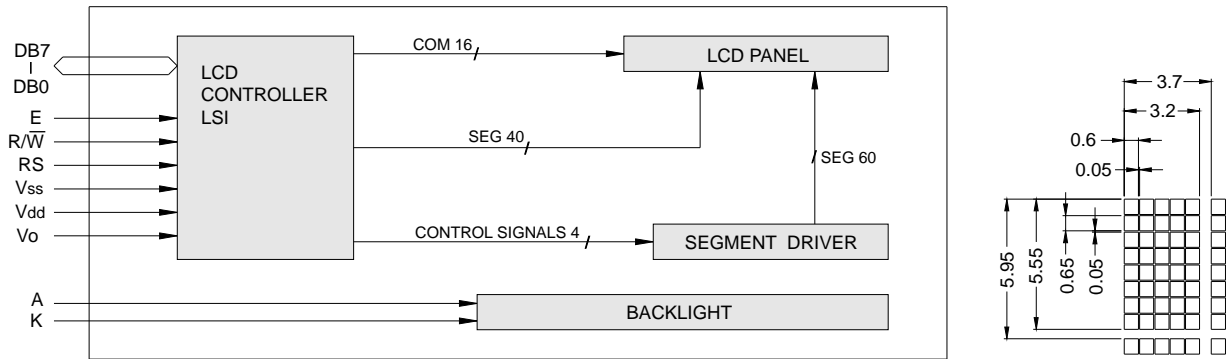 DB7
DB0
E
R/W̅
RS
Vss
Vdd
Vo
A
K
LCD
CONTROLLER
LSI
COM 16
SEG 40
CONTROL SIGNALS 4
LCD PANEL
SEG 60
SEGMENT DRIVER
BACKLIGHT
3.7
3.2
0.6
0.05
5.95
5.55
0.65
0.05